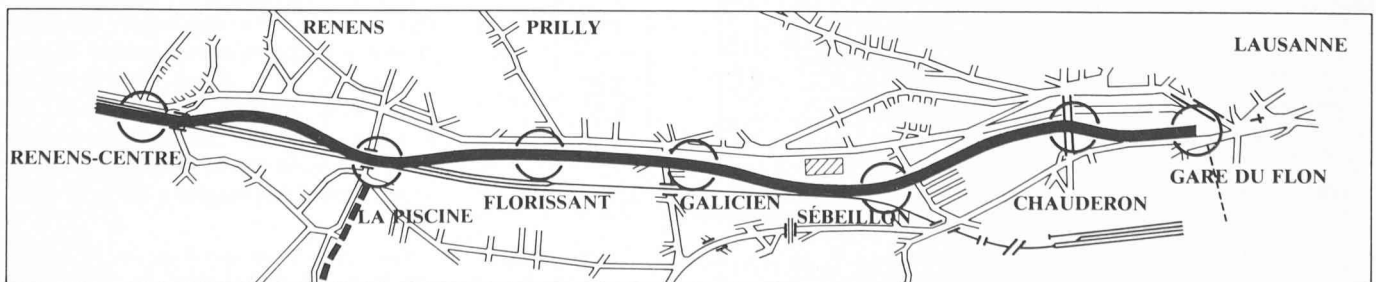 RENENS
PRILLY
LAUSANNE
RENENS-CENTRE
LA PISCINE
FLORISSANT
GALICIEN
SÉBEILLON
CHAUDERON
GARE DU FLON